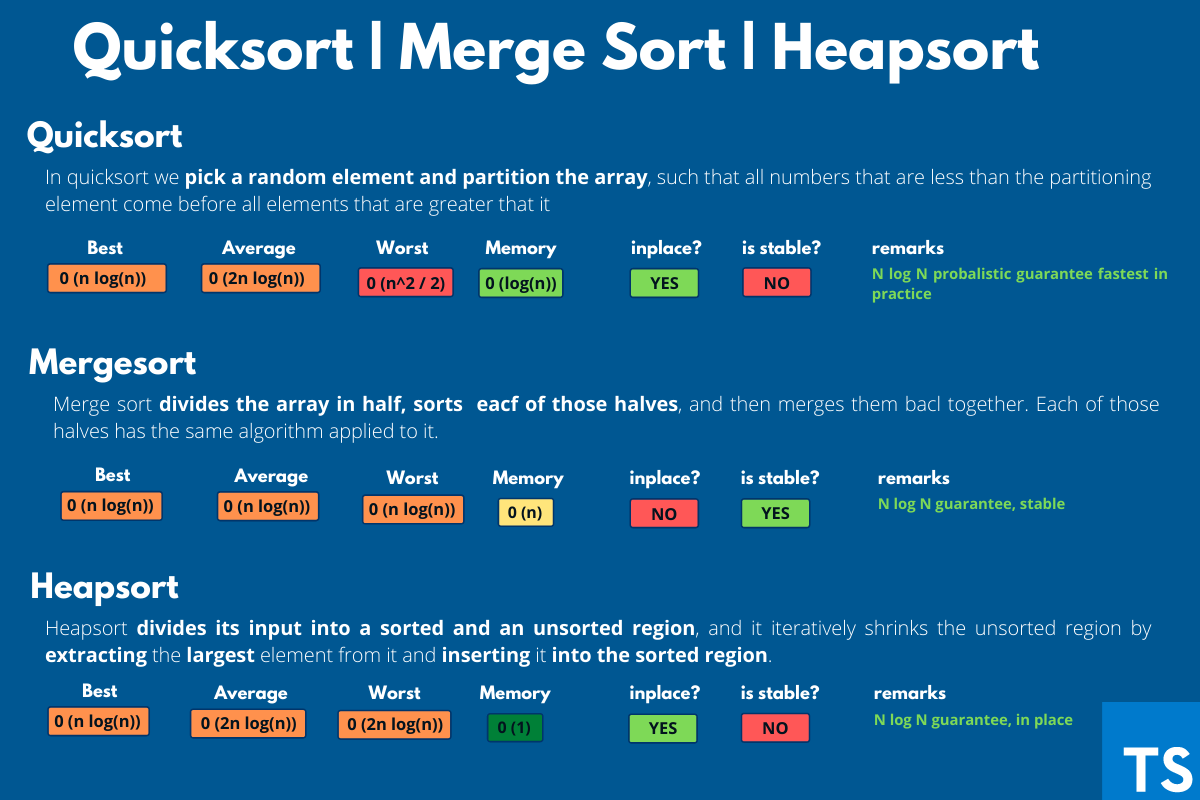 Quicksort | Merge Sort | Heapsort
Quicksort
In quicksort we pick a random element and partition the array, such that all numbers that are less than the partitioning
element come before all elements that are greater that it
Best Average Worst Memory inplace? is stable? remarks
0 (n log(n)) 0 (2n log(n)) 0 (n^2 / 2) 0 (log(n)) YES NO N log N probalistic guarantee fastest in
practice
Mergesort
Merge sort divides the array in half, sorts eacf of those halves, and then merges them bacl together. Each of those
halves has the same algorithm applied to it.
Best Average Worst Memory inplace? is stable? remarks
0 (n log(n)) 0 (n log(n)) 0 (n log(n)) 0 (n) NO YES N log N guarantee, stable
Heapsort
Heapsort divides its input into a sorted and an unsorted region, and it iteratively shrinks the unsorted region by
extracting the largest element from it and inserting it into the sorted region.
Best Average Worst Memory inplace? is stable? remarks
0 (n log(n)) 0 (2n log(n)) 0 (2n log(n)) 0 (1) YES NO N log N guarantee, in place
TS